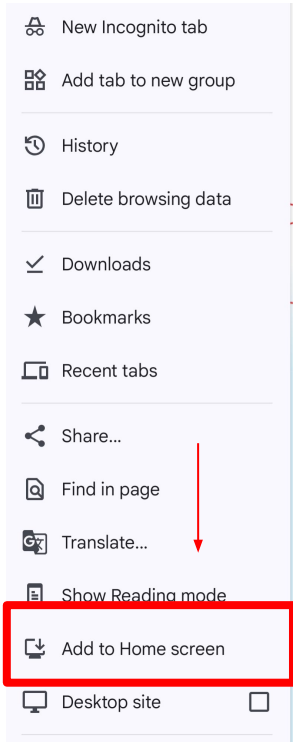 New Incognito tab
Add tab to new group
History
Delete browsing data
Downloads
Bookmarks
Recent tabs
Share...
Find in page
Translate...
Show Reading mode
Add to Home screen
Desktop site